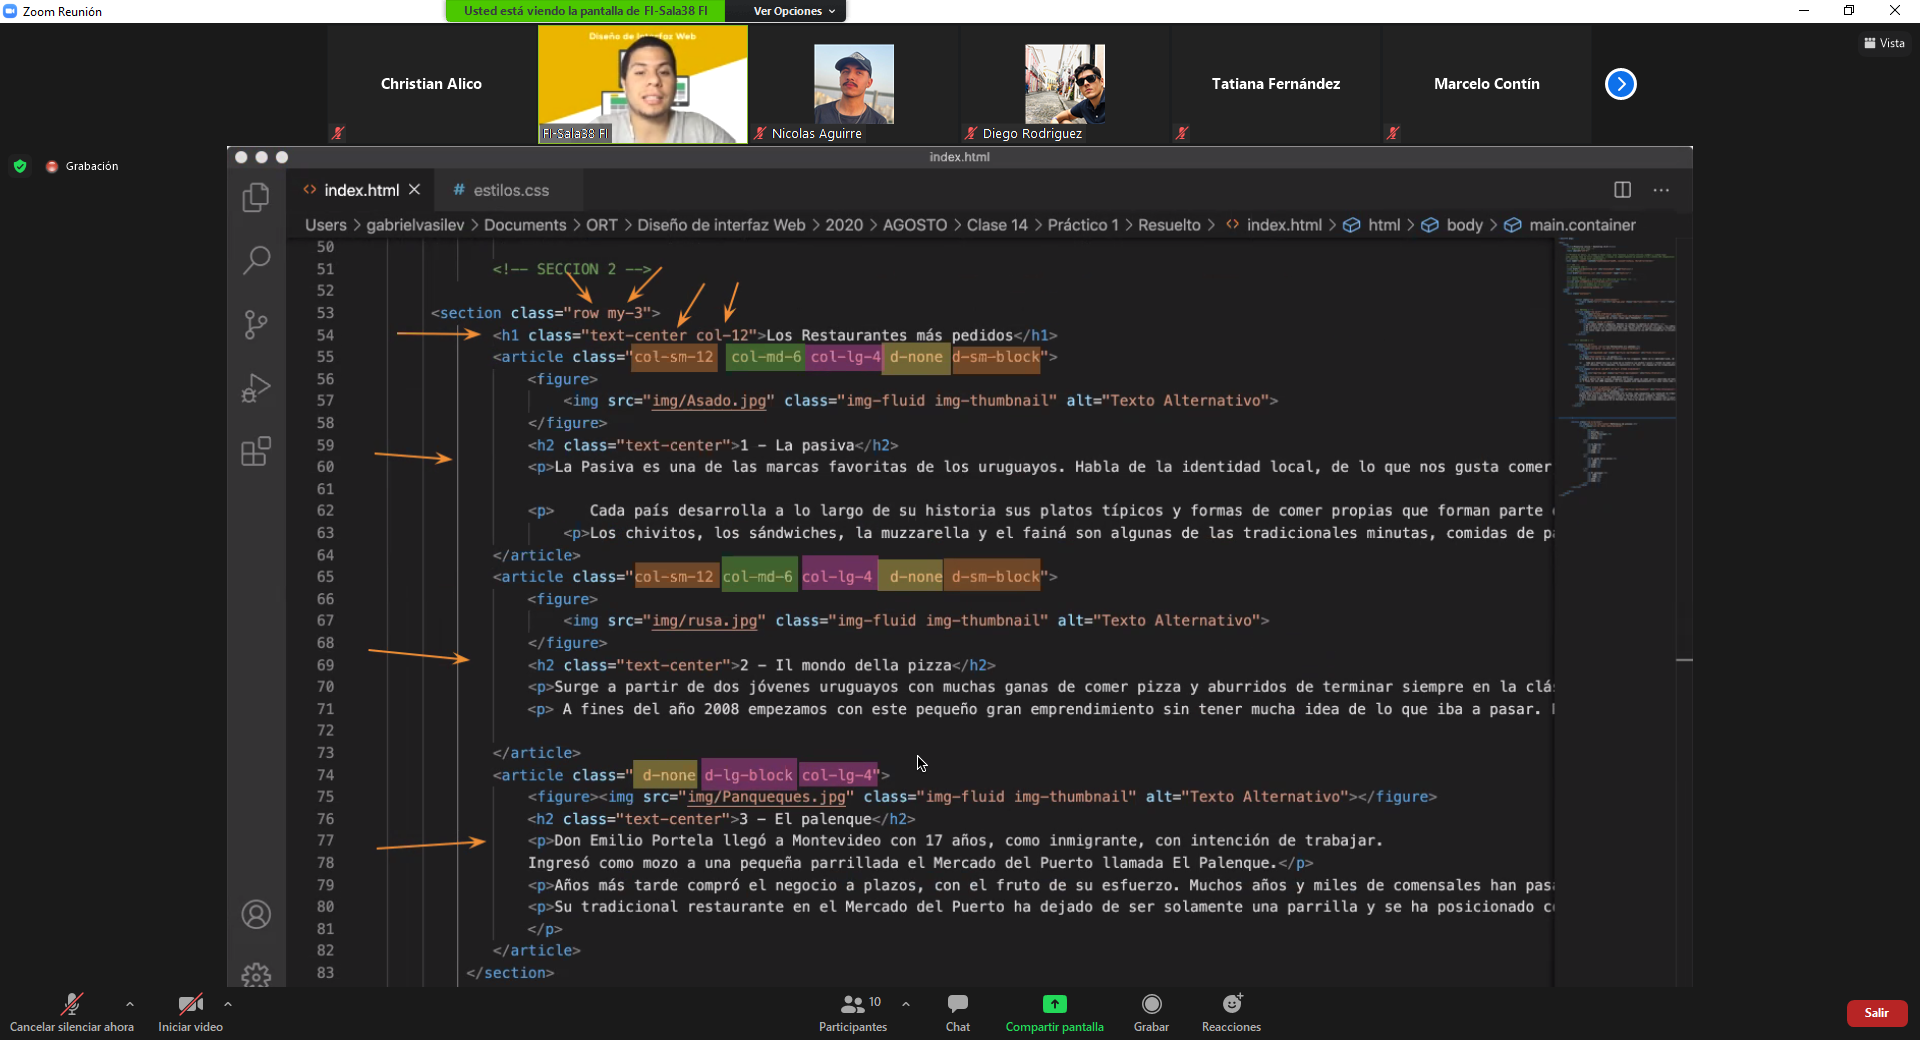 Zoom Reunión
Usted está viendo la pantalla de FI-Sala38 FI
Ver Opciones
Vista
Christian Alico
Diseño de Interfaz Web
FI-Sala38 FI
Nicolas Aguirre
Diego Rodriguez
Tatiana Fernández
Marcelo Contín
Grabación
index.html
<> index.html
# estilos.css
Users > gabrielvasilev > Documents > ORT > Diseño de interfaz Web > 2020 > AGOSTO > Clase 14 > Práctico 1 > Resuelto > <> index.html > html > body > main.container
50
51 <!-- SECCION 2 -->
52
53 <section class="row my-3">
54 <h1 class="text-center col-12">Los Restaurantes más pedidos</h1>
55 <article class="col-sm-12 col-md-6 col-lg-4 d-none d-sm-block">
56 <figure>
57 <img src="img/Asado.jpg" class="img-fluid img-thumbnail" alt="Texto Alternativo">
58 </figure>
59 <h2 class="text-center">1 - La pasiva</h2>
60 <p>La Pasiva es una de las marcas favoritas de los uruguayos. Habla de la identidad local, de lo que nos gusta comer
61
62 <p> Cada país desarrolla a lo largo de su historia sus platos típicos y formas de comer propias que forman parte
63 <p>Los chivitos, los sándwiches, la muzzarella y el fainá son algunas de las tradicionales minutas, comidas de
64 </article>
65 <article class="col-sm-12 col-md-6 col-lg-4 d-none d-sm-block">
66 <figure>
67 <img src="img/rusa.jpg" class="img-fluid img-thumbnail" alt="Texto Alternativo">
68 </figure>
69 <h2 class="text-center">2 - Il mondo della pizza</h2>
70 <p>Surge a partir de dos jóvenes uruguayos con muchas ganas de comer pizza y aburridos de terminar siempre en la
71 <p> A fines del año 2008 empezamos con este pequeño gran emprendimiento sin tener mucha idea de lo que iba a pasar.
72
73 </article>
74 <article class=" d-none d-lg-block col-lg-4">
75 <figure><img src="img/Panqueques.jpg" class="img-fluid img-thumbnail" alt="Texto Alternativo"></figure>
76 <h2 class="text-center">3 - El palenque</h2>
77 <p>Don Emilio Portela llegó a Montevideo con 17 años, como inmigrante, con intención de trabajar.
78 Ingresó como mozo a una pequeña parrillada el Mercado del Puerto llamada El Palenque.</p>
79 <p>Años más tarde compró el negocio a plazos, con el fruto de su esfuerzo. Muchos años y miles de comensales han
80 <p>Su tradicional restaurante en el Mercado del Puerto ha dejado de ser solamente una parrilla y se ha posicionado
81 </p>
82 </article>
83 </section>
Cancelar silenciar ahora
Iniciar video
10
Participantes
Chat
Compartir pantalla
Grabar
Reacciones
Salir